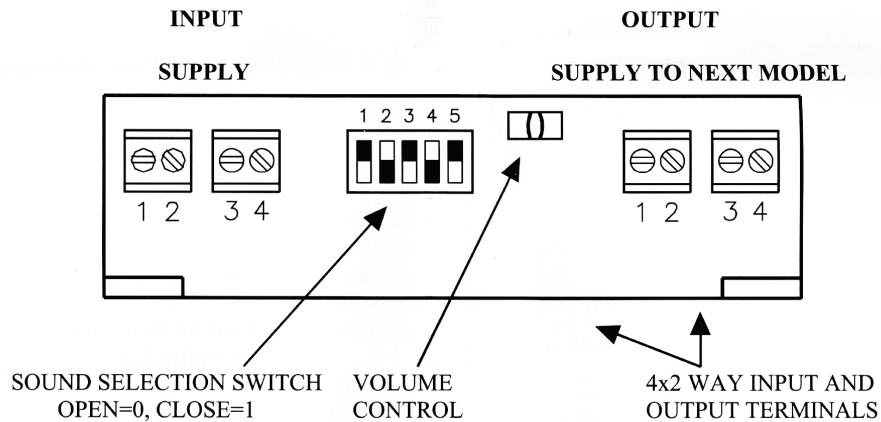 INPUT OUTPUT
SUPPLY SUPPLY TO NEXT MODEL
1 2 3 4 5
1 2 3 4 1 2 3 4
SOUND SELECTION SWITCH VOLUME 4x2 WAY INPUT AND
OPEN=0, CLOSE=1 CONTROL OUTPUT TERMINALS